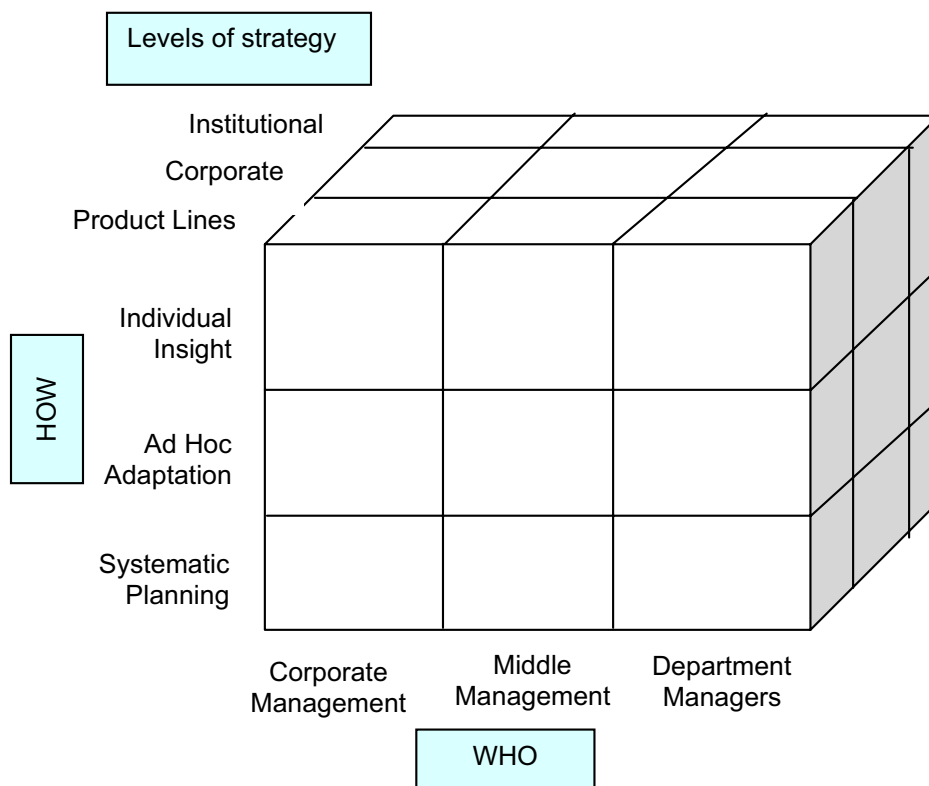 Levels of strategy
Institutional
Corporate
Product Lines
Individual
Insight
HOW
Ad Hoc
Adaptation
Systematic
Planning
Corporate
Management
Middle
Management
Department
Managers
WHO